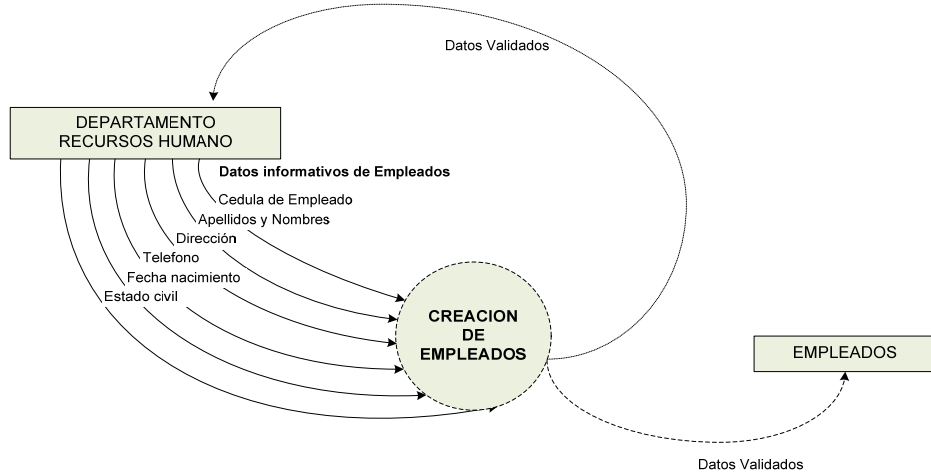 Datos Validados
DEPARTAMENTO
RECURSOS HUMANO
Datos informativos de Empleados
Cedula de Empleado
Apellidos y Nombres
Dirección
Telefono
Fecha nacimiento
Estado civil
CREACION
DE
EMPLEADOS
EMPLEADOS
Datos Validados